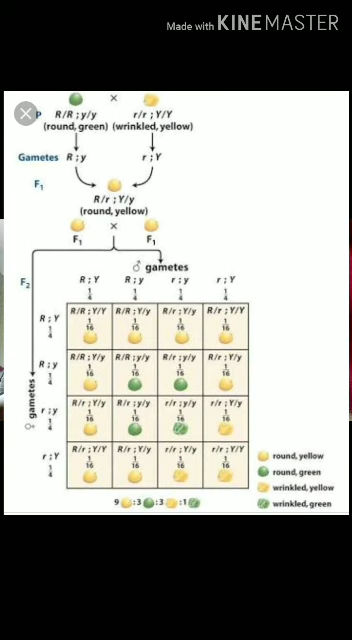 Made with KINEMASTER
P R/R ; y/y × r/r ; Y/Y
(round, green) (wrinkled, yellow)
Gametes R ; y r ; Y
F₁
R/r ; Y/y
(round, yellow)
×
F₁ F₁
♂ gametes
F₂ R ; Y R ; y r ; y r ; Y
1/4 1/4 1/4 1/4
R ; Y 1/4 R/R ; Y/Y 1/16 R/R ; Y/y 1/16 R/r ; Y/y 1/16 R/r ; Y/Y 1/16
R ; y 1/4 R/R ; Y/y 1/16 R/R ; y/y 1/16 R/r ; y/y 1/16 R/r ; Y/y 1/16
♀ gametes
r ; y 1/4 R/r ; Y/y 1/16 R/r ; y/y 1/16 r/r ; y/y 1/16 r/r ; Y/y 1/16
r ; Y 1/4 R/r ; Y/Y 1/16 R/r ; Y/y 1/16 r/r ; Y/y 1/16 r/r ; Y/Y 1/16
9 : 3 : 3 : 1
round, yellow
round, green
wrinkled, yellow
wrinkled, green